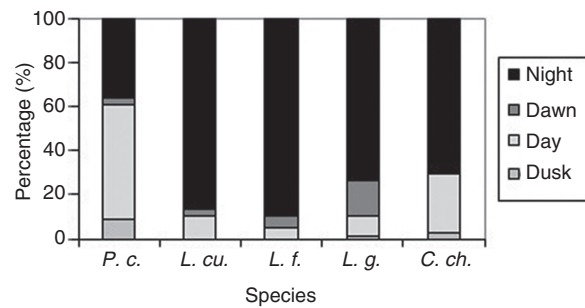 100
80
60
40
20
0
Percentage (%)
P. c. L. cu. L. f. L. g. C. ch.
Species
Night
Dawn
Day
Dusk